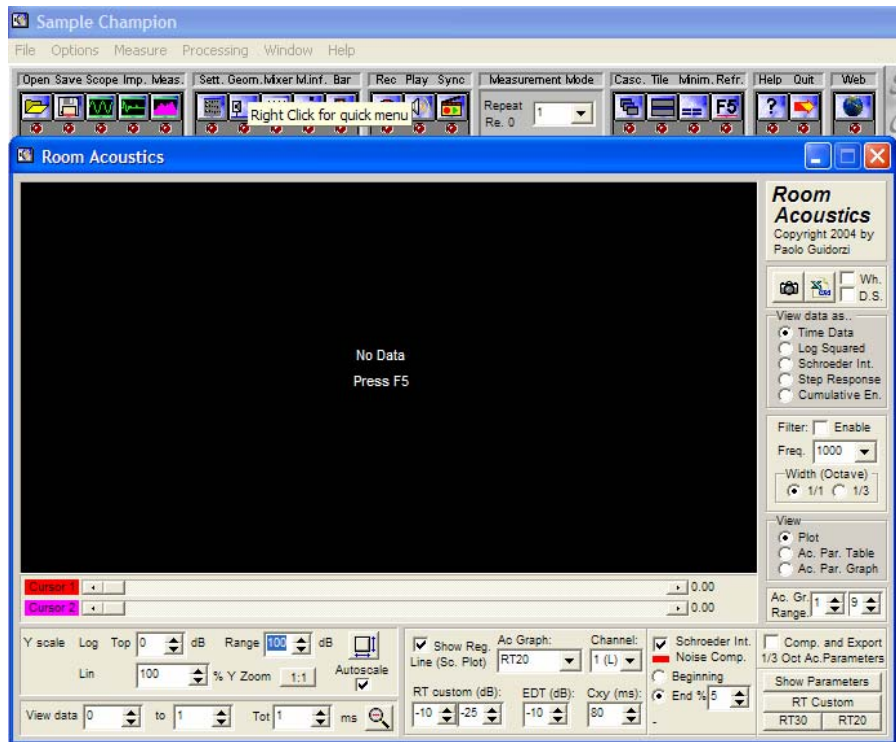 Sample Champion
File Options Measure Processing Window Help
Open Save Scope Imp. Meas. Sett. Geom. Mixer M.inf. Bar Rec Play Sync Measurement Mode Casc. Tile Minim. Refr. Help Quit Web
Repeat 1
Re. 0
F5
Right Click for quick menu
Room Acoustics
No Data
Press F5
Room
Acoustics
Copyright 2004 by
Paolo Guidorzi
Wh.
D.S.
View data as..
Time Data
Log Squared
Schroeder Int.
Step Response
Cumulative En.
Filter: Enable
Freq. 1000
Width (Octave)
1/1 1/3
View
Plot
Ac. Par. Table
Ac. Par. Graph
Ac. Gr. 1 9
Range.
Cursor 1 0.00
Cursor 2 0.00
Y scale Log Top 0 dB Range 100 dB
Lin 100 % Y Zoom 1:1 Autoscale
View data 0 to 1 Tot 1 ms
Show Reg. Line (Sc. Plot)
Ac Graph: Channel:
RT20 1 (L)
RT custom (dB): EDT (dB): Cxy (ms):
-10 -25 -10 80
Schroeder Int.
Noise Comp.
Beginning
End % 5
-
Comp. and Export
1/3 Oct Ac.Parameters
Show Parameters
RT Custom
RT30 RT20